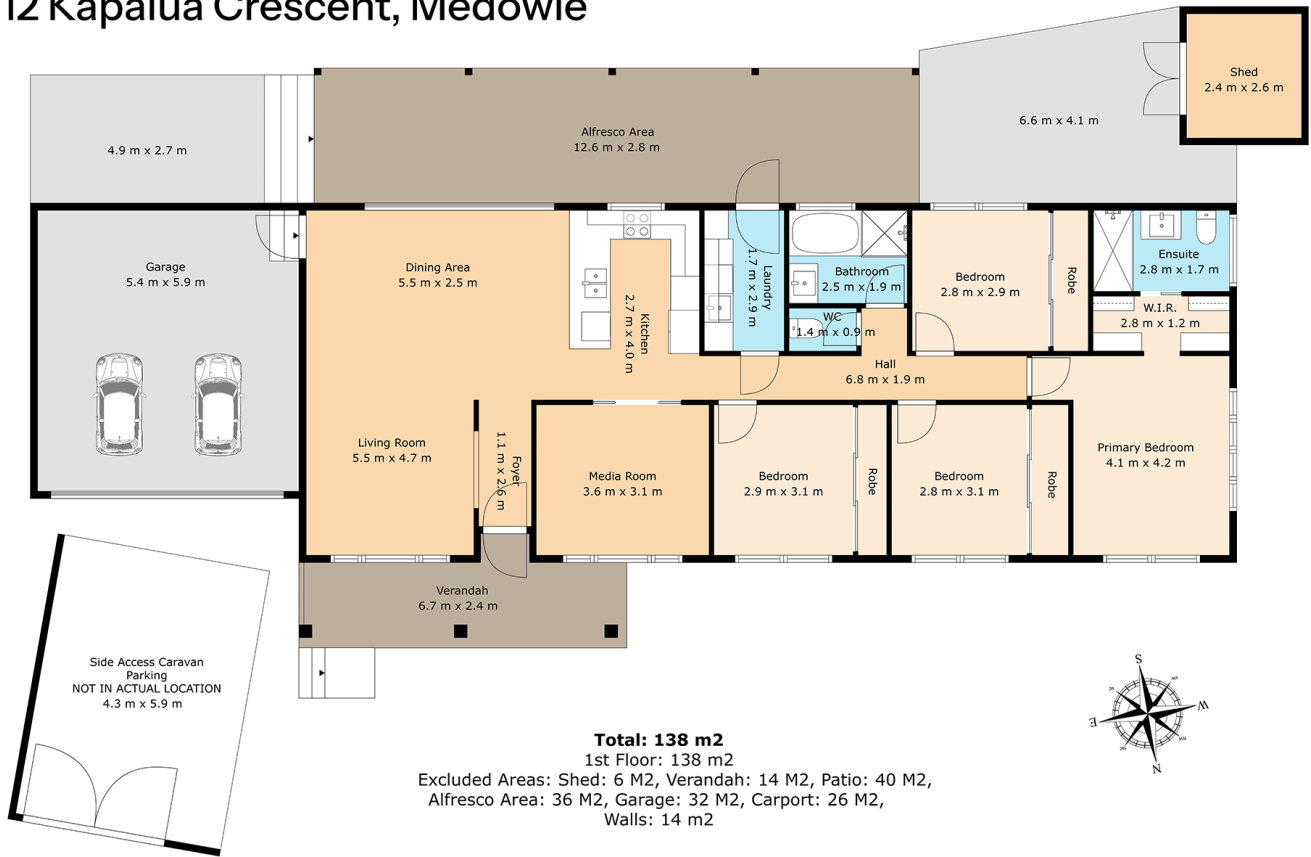 12 Kapalua Crescent, Medowie
Shed
2.4 m x 2.6 m
6.6 m x 4.1 m
Alfresco Area
12.6 m x 2.8 m
4.9 m x 2.7 m
Garage
5.4 m x 5.9 m
Dining Area
5.5 m x 2.5 m
Kitchen
2.7 m x 4.0 m
Laundry
1.7 m x 2.9 m
Bathroom
2.5 m x 1.9 m
WC
1.4 m x 0.9 m
Bedroom
2.8 m x 2.9 m
Robe
Ensuite
2.8 m x 1.7 m
W.I.R.
2.8 m x 1.2 m
Hall
6.8 m x 1.9 m
Living Room
5.5 m x 4.7 m
Foyer
1.1 m x 2.6 m
Media Room
3.6 m x 3.1 m
Bedroom
2.9 m x 3.1 m
Robe
Bedroom
2.8 m x 3.1 m
Robe
Primary Bedroom
4.1 m x 4.2 m
Verandah
6.7 m x 2.4 m
Side Access Caravan
Parking
NOT IN ACTUAL LOCATION
4.3 m x 5.9 m
S
W
E
N
Total: 138 m2
1st Floor: 138 m2
Excluded Areas: Shed: 6 M2, Verandah: 14 M2, Patio: 40 M2,
Alfresco Area: 36 M2, Garage: 32 M2, Carport: 26 M2,
Walls: 14 m2